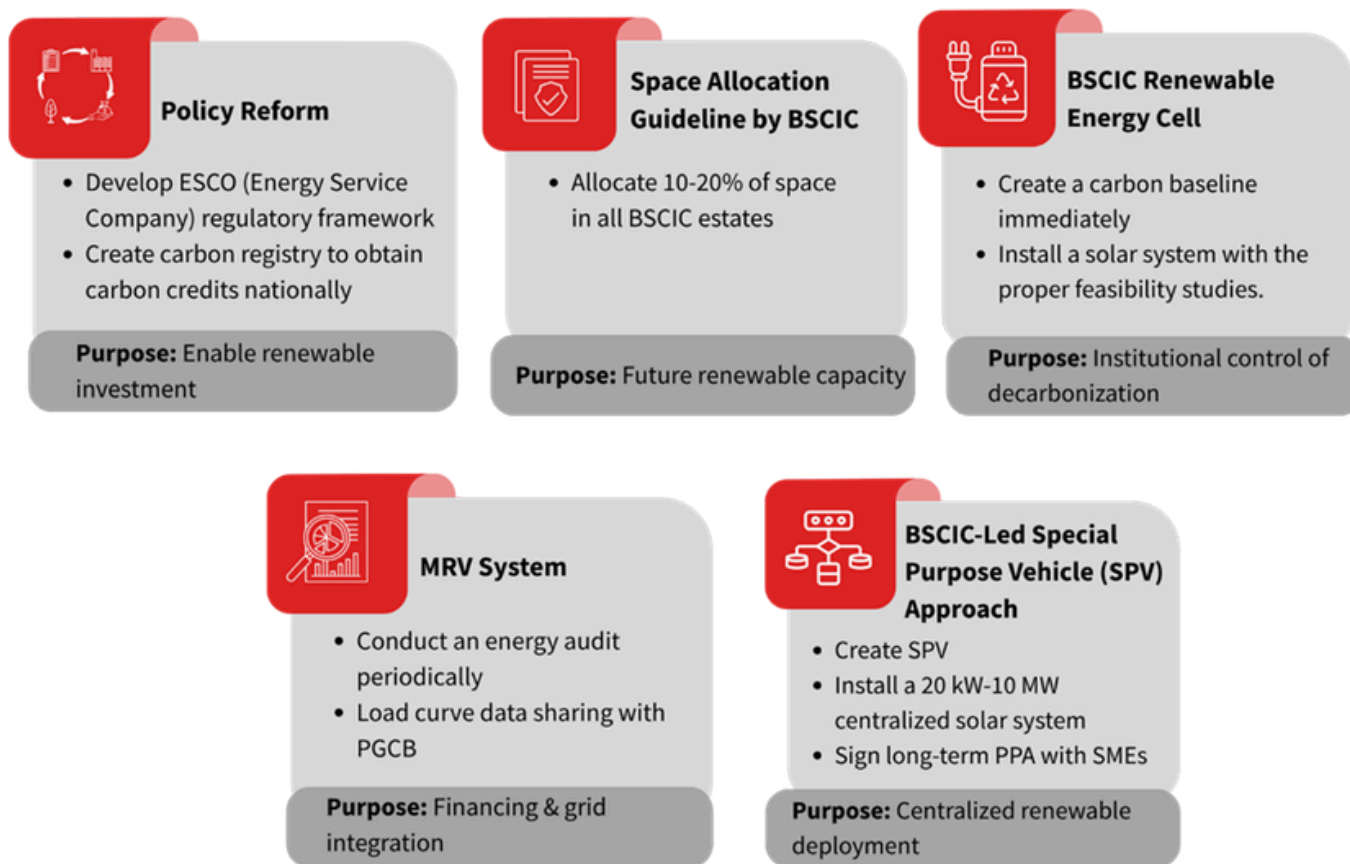 Policy Reform
• Develop ESCO (Energy Service
Company) regulatory framework
• Create carbon registry to obtain
carbon credits nationally
Purpose: Enable renewable
investment
Space Allocation
Guideline by BSCIC
• Allocate 10-20% of space
in all BSCIC estates
Purpose: Future renewable capacity
BSCIC Renewable
Energy Cell
• Create a carbon baseline
immediately
• Install a solar system with the
proper feasibility studies.
Purpose: Institutional control of
decarbonization
MRV System
• Conduct an energy audit
periodically
• Load curve data sharing with
PGCB
Purpose: Financing & grid
integration
BSCIC-Led Special
Purpose Vehicle (SPV)
Approach
• Create SPV
• Install a 20 kW-10 MW
centralized solar system
• Sign long-term PPA with SMEs
Purpose: Centralized renewable
deployment